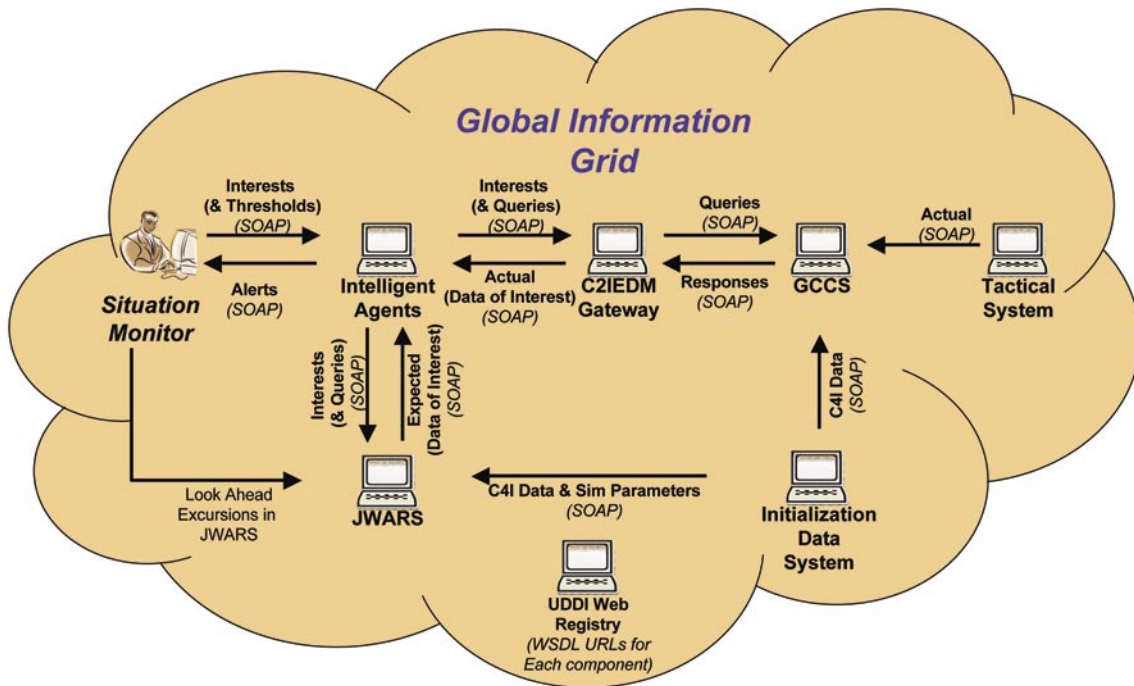 Global Information
Grid
Interests
(& Thresholds)
(SOAP)
Interests
(& Queries)
(SOAP)
Queries
(SOAP)
Actual
(SOAP)
Alerts
(SOAP)
Actual
(Data of Interest)
(SOAP)
Responses
(SOAP)
Situation
Monitor
Intelligent
Agents
C2IEDM
Gateway
GCCS
Tactical
System
Interests
(& Queries)
(SOAP)
Expected
(Data of Interest)
(SOAP)
C4I Data
(SOAP)
Look Ahead
Excursions in
JWARS
JWARS
C4I Data & Sim Parameters
(SOAP)
Initialization
Data
System
UDDI Web
Registry
(WSDL URLs for
Each component)